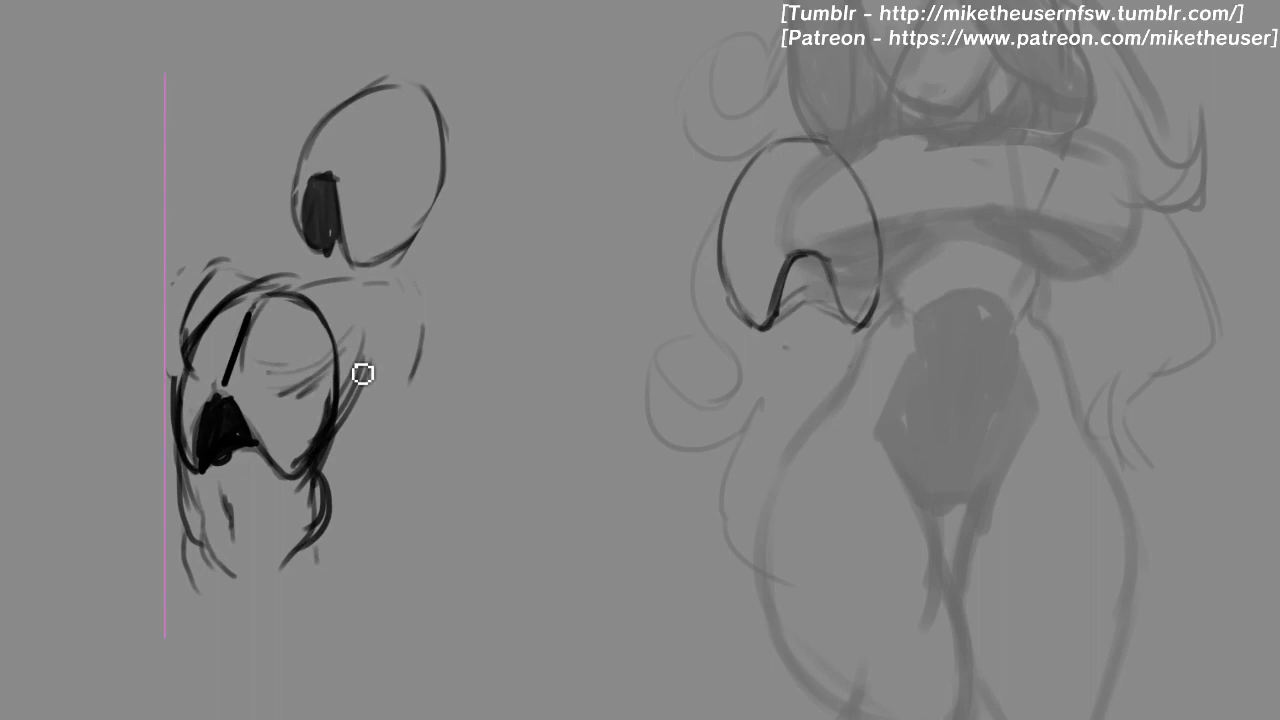 [Tumblr - http://miketheusernfsw.tumblr.com/]
[Patreon - https://www.patreon.com/miketheuser]